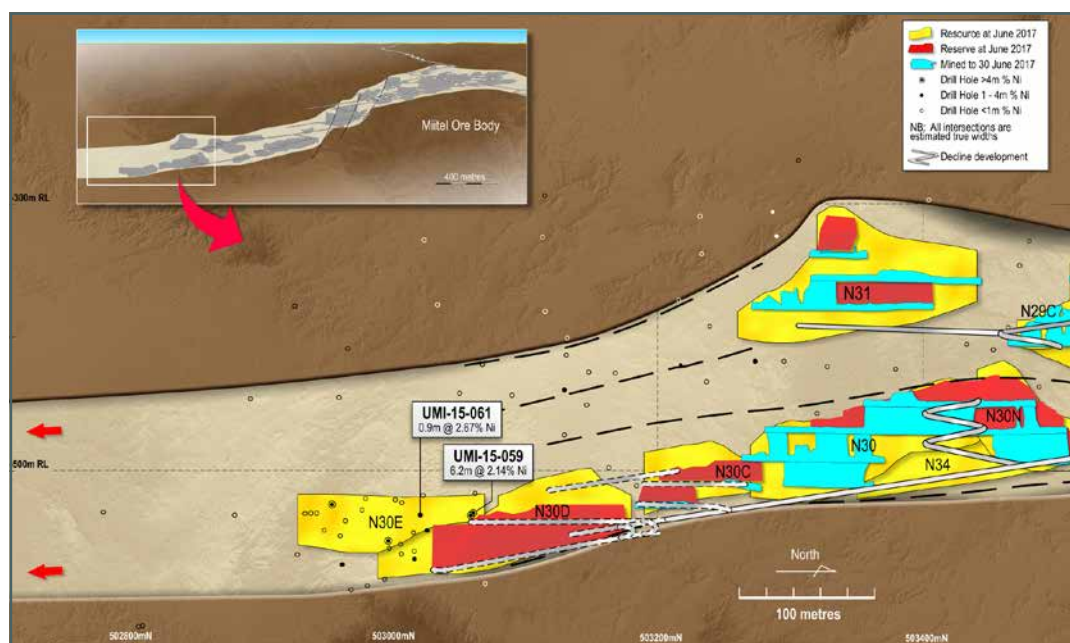 Resource at June 2017
Reserve at June 2017
Mined to 30 June 2017
Drill Hole >4m % Ni
Drill Hole 1 - 4m % Ni
Drill Hole <1m % Ni
NB: All intersections are
estimated true widths
Decline development
Miitel Ore Body
400 metres
300m RL
N31
N29C
UMI-15-061
0.9m @ 2.67% Ni
UMI-15-059
6.2m @ 2.14% Ni
500m RL
N30N
N30
N34
N30C
N30D
N30E
North
100 metres
502800mN
503000mN
503200mN
503400mN